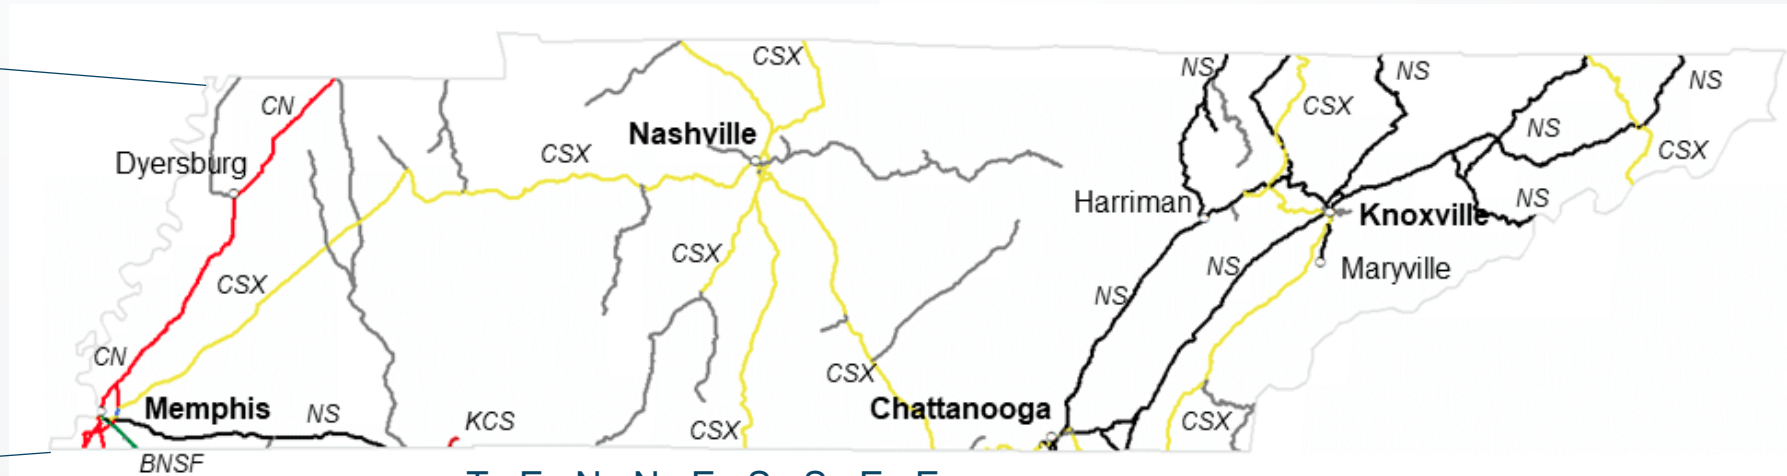 CSX
NS
NS
NS
CN
CSX
Nashville
NS
Dyersburg
CSX
CSX
Harriman
Knoxville
NS
CSX
CSX
NS
Maryville
NS
CN
CSX
Memphis
NS
KCS
Chattanooga
CSX
CSX
BNSF
TENNESSEE